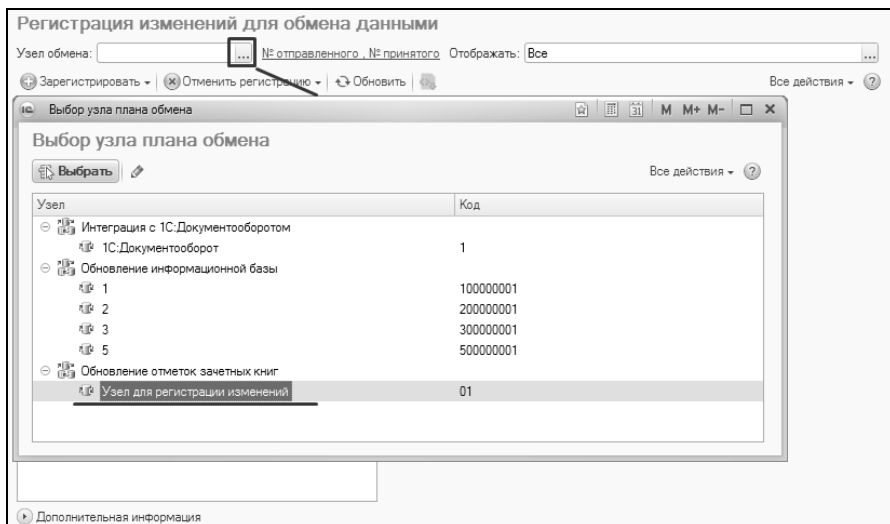 Регистрация изменений для обмена данными
Узел обмена: ... № отправленного , № принятого Отображать: Все ...
Зарегистрировать Отменить регистрацию Обновить Все действия ?
1С Выбор узла плана обмена 31 M M+ M-
Выбор узла плана обмена
Выбрать Все действия ?
Узел Код
Интеграция с 1С:Документооборотом
1С:Документооборот 1
Обновление информационной базы
1 100000001
2 200000001
3 300000001
5 500000001
Обновление отметок зачетных книг
Узел для регистрации изменений 01
Дополнительная информация